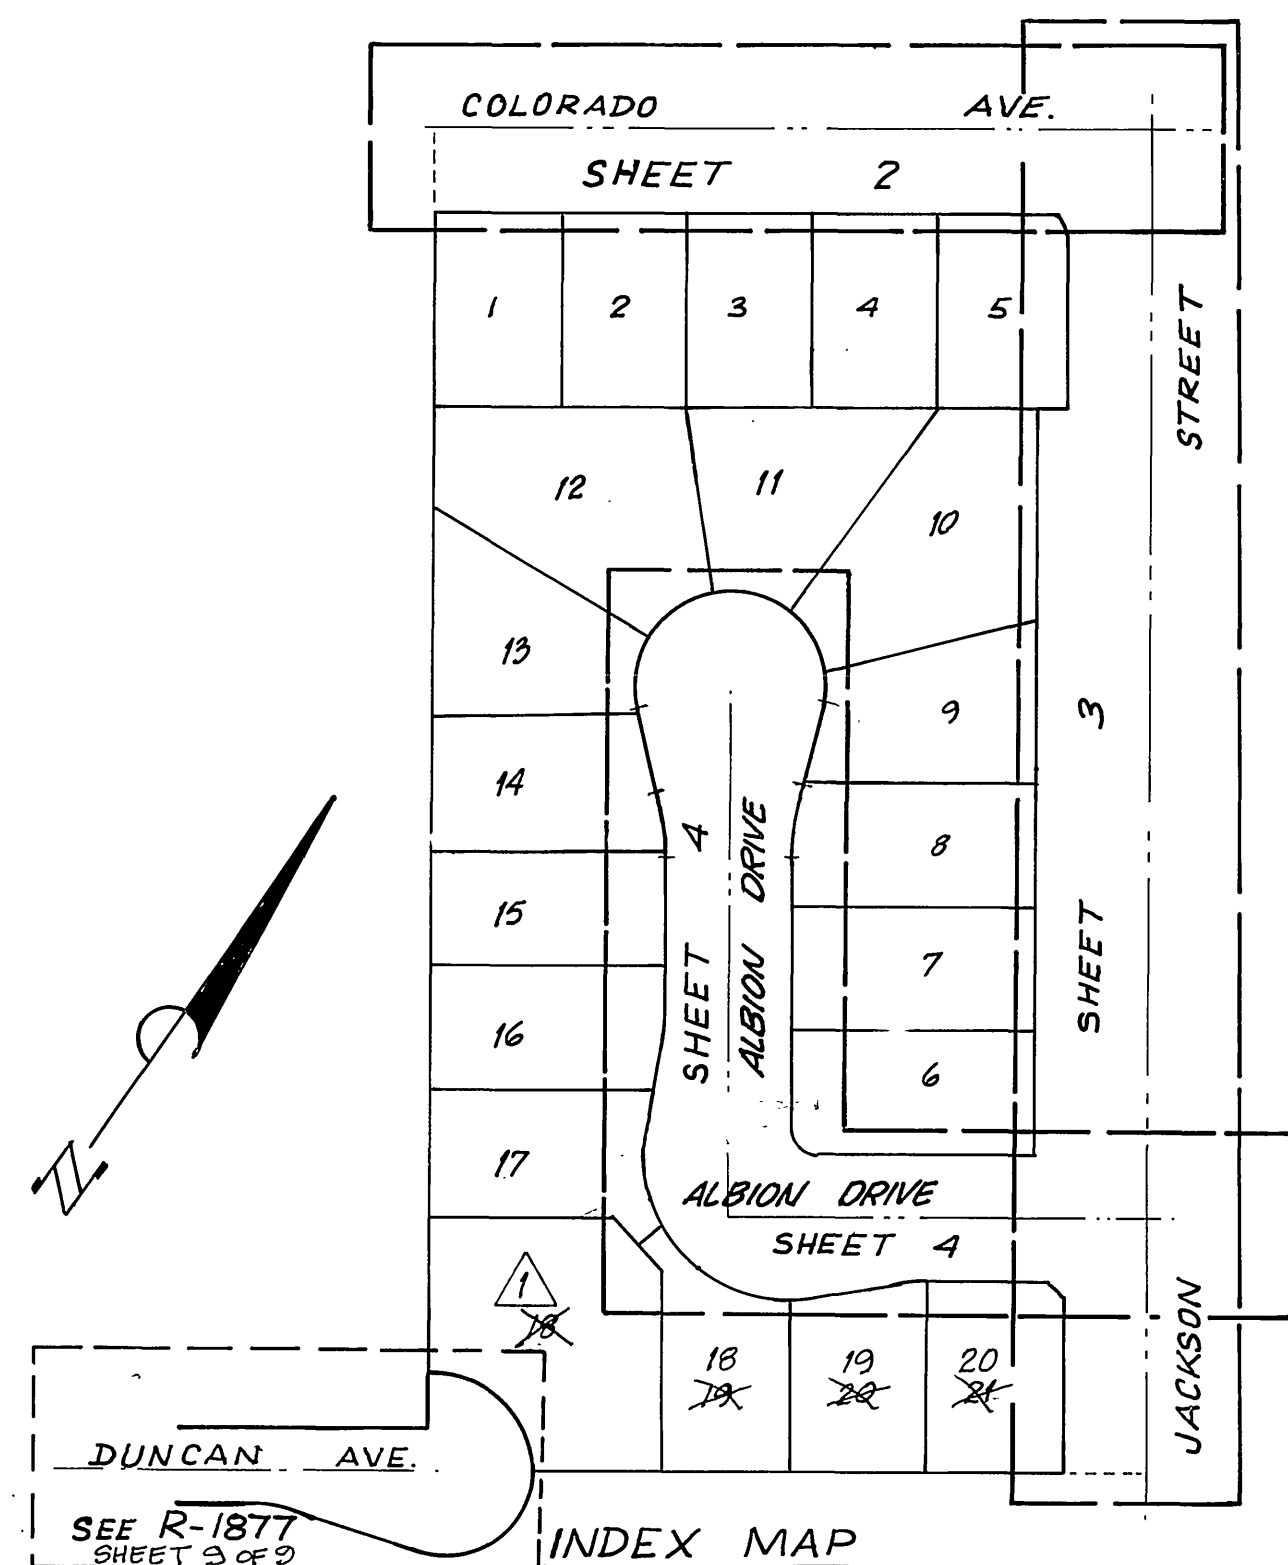 COLORADO AVE.
SHEET 2
1 2 3 4 5
STREET
12 11 10
13
9
3
14
4
8
ALBION DRIVE
15
SHEET
7
SHEET
16
6
N
17
ALBION DRIVE
SHEET 4
1
18
JACKSON
18 19 20
19 20 21
DUNCAN AVE.
SEE R-1877
SHEET 9 OF 9
INDEX MAP